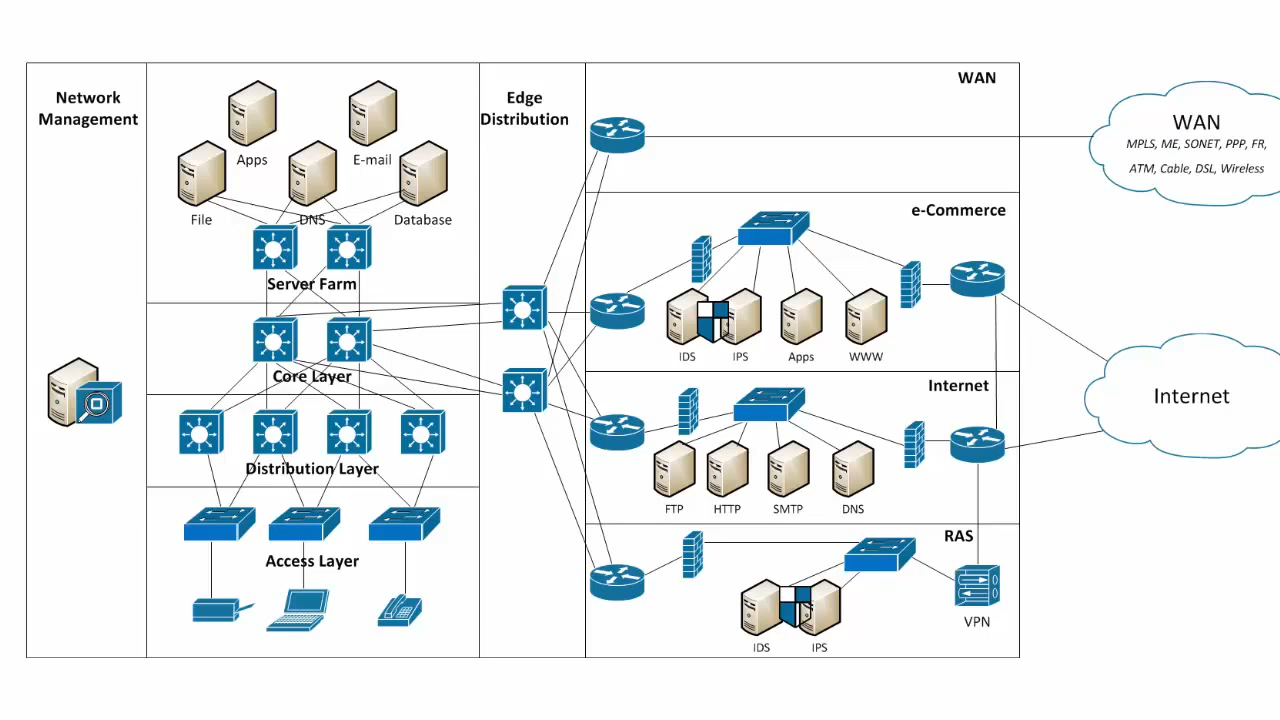 Network
Management
Apps
E-mail
File
DNS
Database
Server Farm
Core Layer
Distribution Layer
Access Layer
Edge
Distribution
WAN
e-Commerce
IDS
IPS
Apps
WWW
Internet
FTP
HTTP
SMTP
DNS
RAS
IDS
IPS
VPN
WAN
MPLS, ME, SONET, PPP, FR,
ATM, Cable, DSL, Wireless
Internet